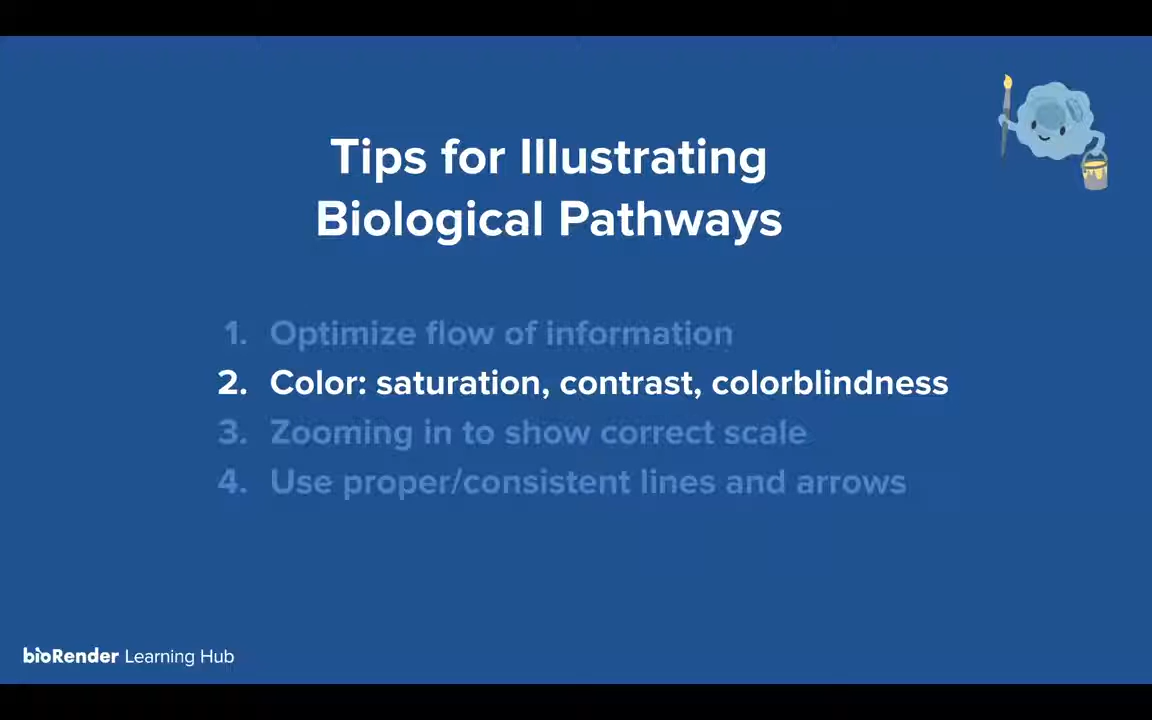 Tips for Illustrating
Biological Pathways
1. Optimize flow of information
2. Color: saturation, contrast, colorblindness
3. Zooming in to show correct scale
4. Use proper/consistent lines and arrows
bioRender Learning Hub